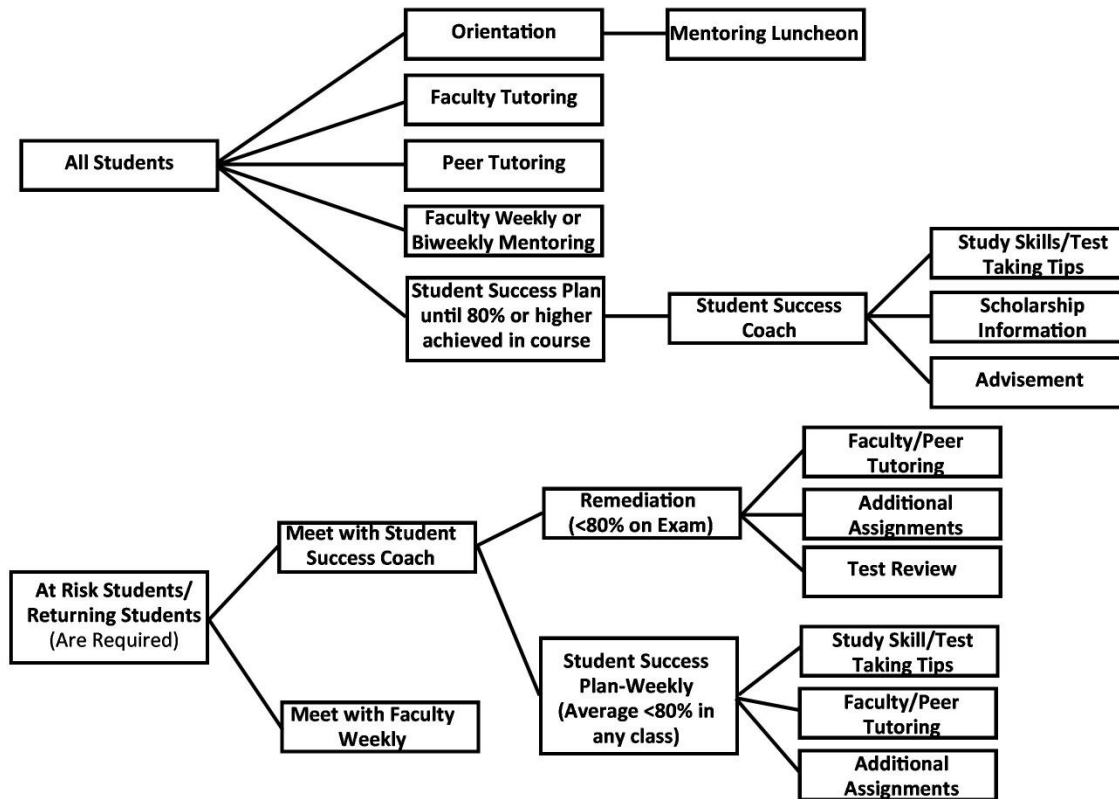 Orientation
Mentoring Luncheon
Faculty Tutoring
All Students
Peer Tutoring
Faculty Weekly or
Biweekly Mentoring
Student Success Plan
until 80% or higher
achieved in course
Student Success
Coach
Study Skills/Test
Taking Tips
Scholarship
Information
Advisement
At Risk Students/
Returning Students
(Are Required)
Meet with Student
Success Coach
Remediation
(<80% on Exam)
Faculty/Peer
Tutoring
Additional
Assignments
Test Review
Student Success
Plan-Weekly
(Average <80% in
any class)
Study Skill/Test
Taking Tips
Faculty/Peer
Tutoring
Additional
Assignments
Meet with Faculty
Weekly